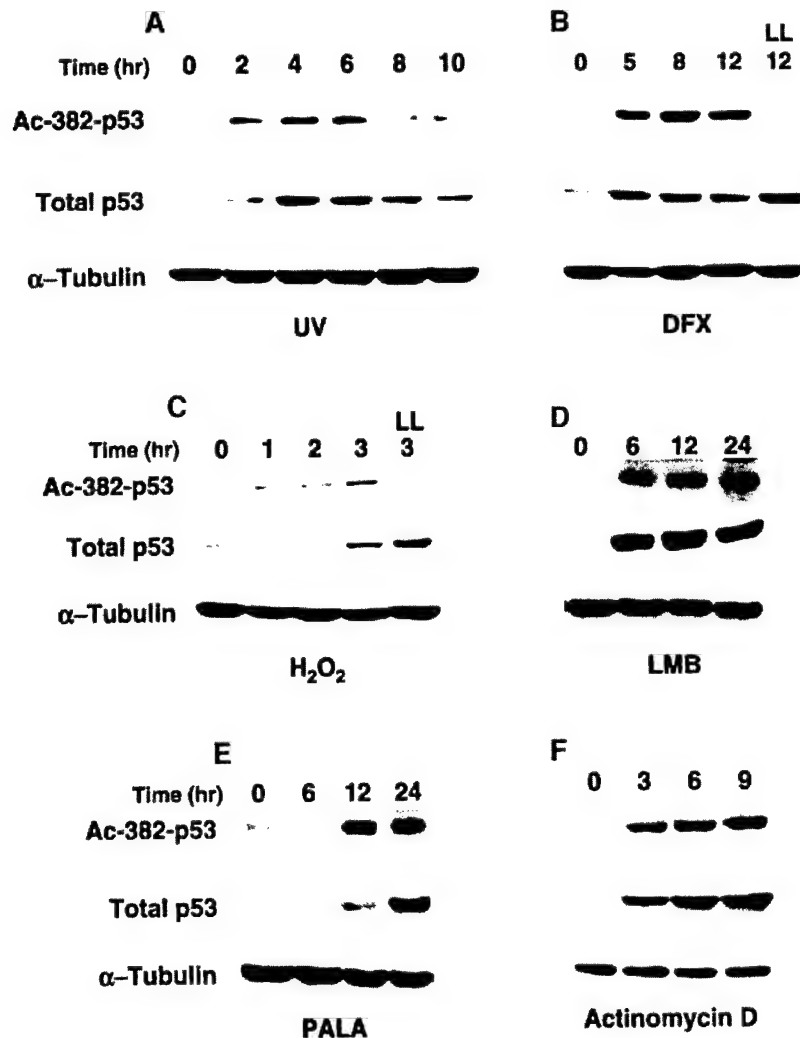 A
Time (hr) 0 2 4 6 8 10
Ac-382-p53
Total p53
α–Tubulin
UV
B
LL
0 5 8 12 12
DFX
C
LL
Time (hr) 0 1 2 3 3
Ac-382-p53
Total p53
α–Tubulin
H₂O₂
D
0 6 12 24
LMB
E
Time (hr) 0 6 12 24
Ac-382-p53
Total p53
α–Tubulin
PALA
F
0 3 6 9
Actinomycin D